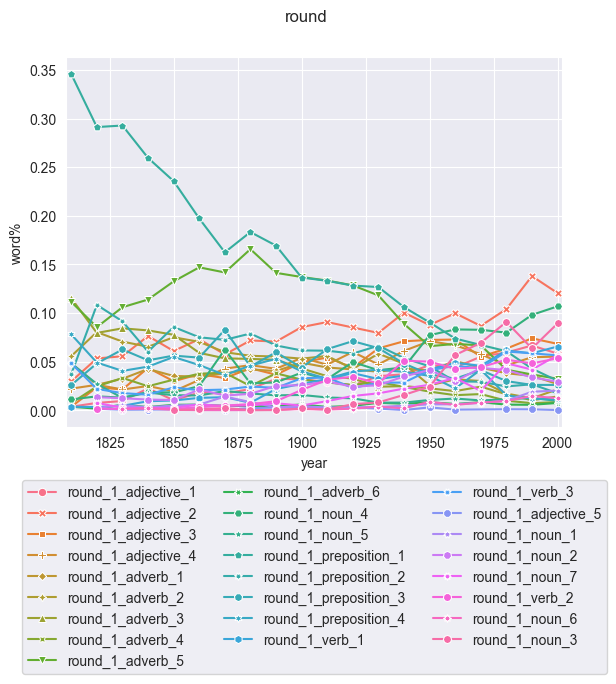 round
0.35
0.30
0.25
0.20
0.15
0.10
0.05
0.00
word%
1825 1850 1875 1900 1925 1950 1975 2000
year
round_1_adjective_1 round_1_adverb_6 round_1_verb_3
round_1_adjective_2 round_1_noun_4 round_1_adjective_5
round_1_adjective_3 round_1_noun_5 round_1_noun_1
round_1_adjective_4 round_1_preposition_1 round_1_noun_2
round_1_adverb_1 round_1_preposition_2 round_1_noun_7
round_1_adverb_2 round_1_preposition_3 round_1_verb_2
round_1_adverb_3 round_1_preposition_4 round_1_noun_6
round_1_adverb_4 round_1_verb_1 round_1_noun_3
round_1_adverb_5